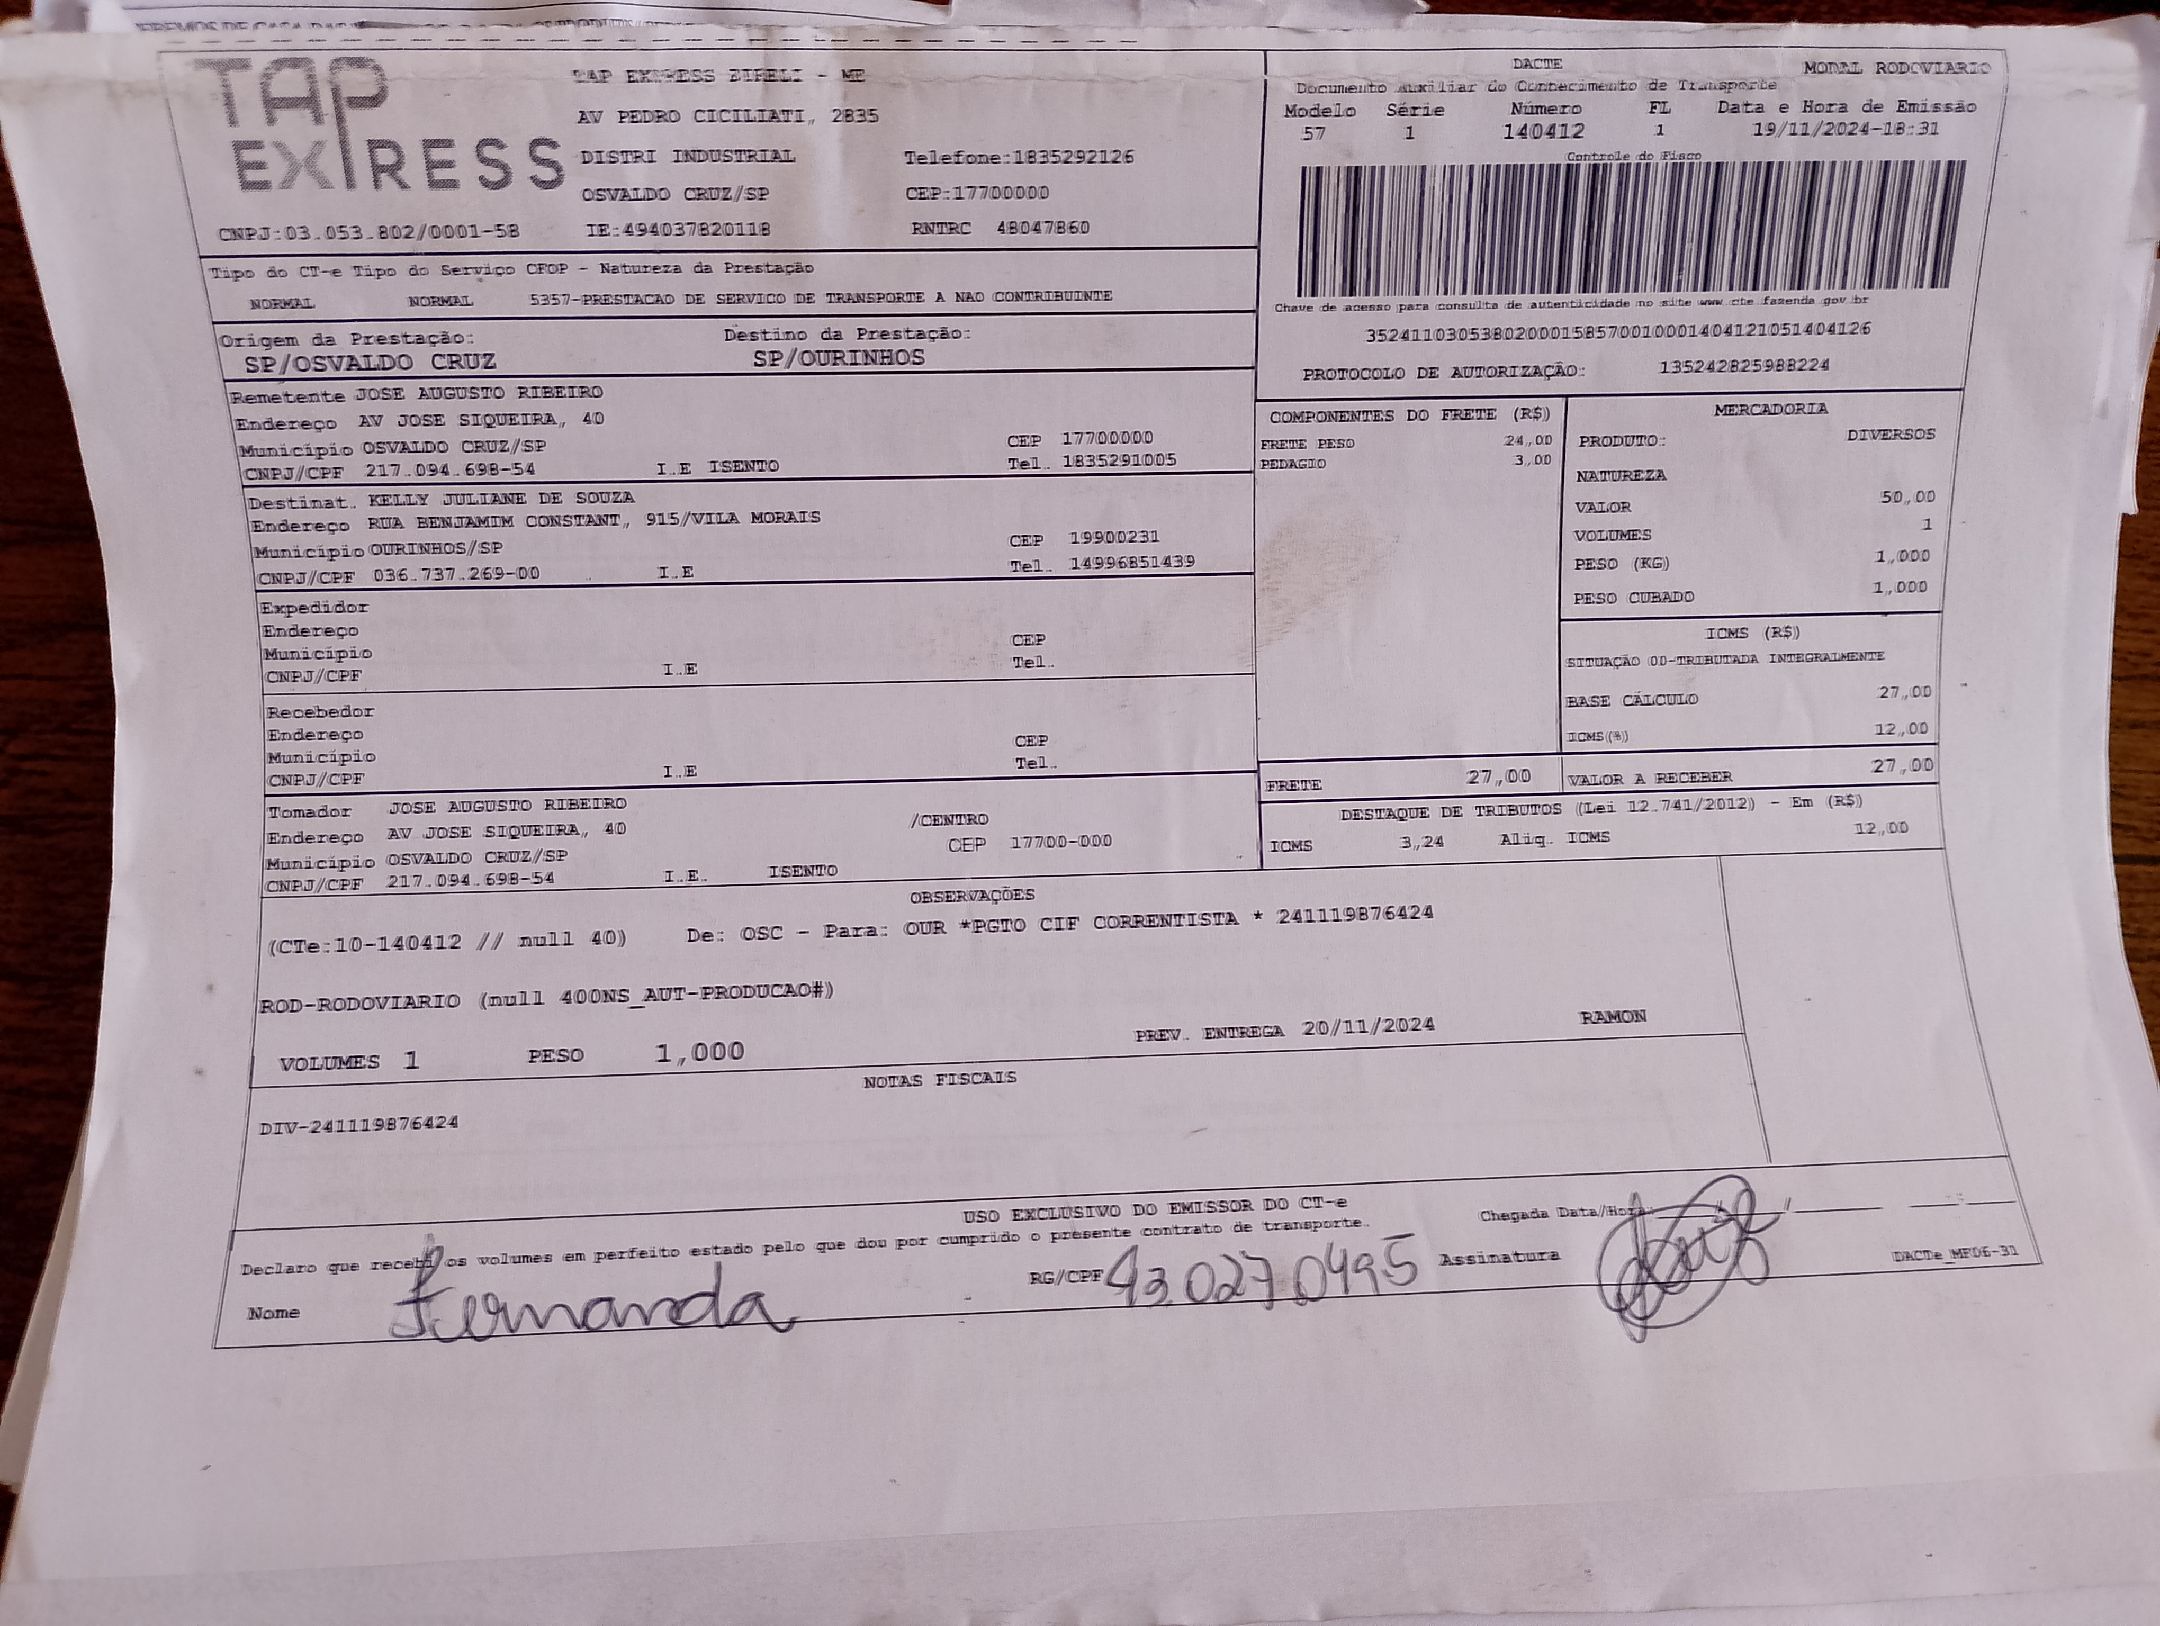 TAP EXPRESS
TAP EXPRESS EIRELI - ME
AV PEDRO CICILIATI, 2835
DISTRI INDUSTRIAL Telefone:1835292126
OSVALDO CRUZ/SP CEP:17700000
CNPJ:03.053.802/0001-58 IE:494037820118 RNTRC 48047860
DACTE MODAL RODOVIARIO
Documento Auxiliar do Conhecimento de Transporte
Modelo Série Número FL Data e Hora de Emissão
57 1 140412 1 19/11/2024-18:31
Controle do Fisco
Chave de acesso para consulta de autenticidade no site www.cte.fazenda.gov.br
35241103053802000158570010001404121051404126
PROTOCOLO DE AUTORIZAÇÃO: 135242825988224
Tipo do CT-e Tipo do Serviço CFOP - Natureza da Prestação
NORMAL NORMAL 5357-PRESTACAO DE SERVICO DE TRANSPORTE A NAO CONTRIBUINTE
Origem da Prestação: Destino da Prestação:
SP/OSVALDO CRUZ SP/OURINHOS
Remetente JOSE AUGUSTO RIBEIRO
Endereço AV JOSE SIQUEIRA, 40
Município OSVALDO CRUZ/SP CEP 17700000
CNPJ/CPF 217.094.698-54 I.E ISENTO Tel. 1835291005
Destinat. KELLY JULIANE DE SOUZA
Endereço RUA BENJAMIM CONSTANT, 915/VILA MORAIS
Município OURINHOS/SP CEP 19900231
CNPJ/CPF 036.737.269-00 I.E Tel. 14996851439
Expedidor
Endereço
Município CEP
CNPJ/CPF I.E Tel.
Recebedor
Endereço
Município CEP
CNPJ/CPF I.E Tel.
Tomador JOSE AUGUSTO RIBEIRO
Endereço AV JOSE SIQUEIRA, 40 /CENTRO
Município OSVALDO CRUZ/SP CEP 17700-000
CNPJ/CPF 217.094.698-54 I.E. ISENTO
COMPONENTES DO FRETE (R$)
FRETE PESO 24,00
PEDAGIO 3,00
MERCADORIA
PRODUTO: DIVERSOS
NATUREZA
VALOR 50,00
VOLUMES 1
PESO (KG) 1,000
PESO CUBADO 1,000
ICMS (R$)
SITUAÇÃO 00-TRIBUTADA INTEGRALMENTE
BASE CÁLCULO 27,00
ICMS(%) 12,00
FRETE 27,00 VALOR A RECEBER 27,00
DESTAQUE DE TRIBUTOS (Lei 12.741/2012) - Em (R$)
ICMS 3,24 Aliq. ICMS 12,00
OBSERVAÇÕES
(CTe:10-140412 // null 40) De: OSC - Para: OUR *PGTO CIF CORRENTISTA * 241119876424
ROD-RODOVIARIO (null 400NS_AUT-PRODUCAO#)
PREV. ENTREGA 20/11/2024 RAMON
VOLUMES 1 PESO 1,000
NOTAS FISCAIS
DIV-241119876424
USO EXCLUSIVO DO EMISSOR DO CT-e
Declaro que recebi os volumes em perfeito estado pelo que dou por cumprido o presente contrato de transporte.
Chegada Data/Hora:
Nome Fernanda RG/CPF 430270495 Assinatura
DACTe_MF06-31